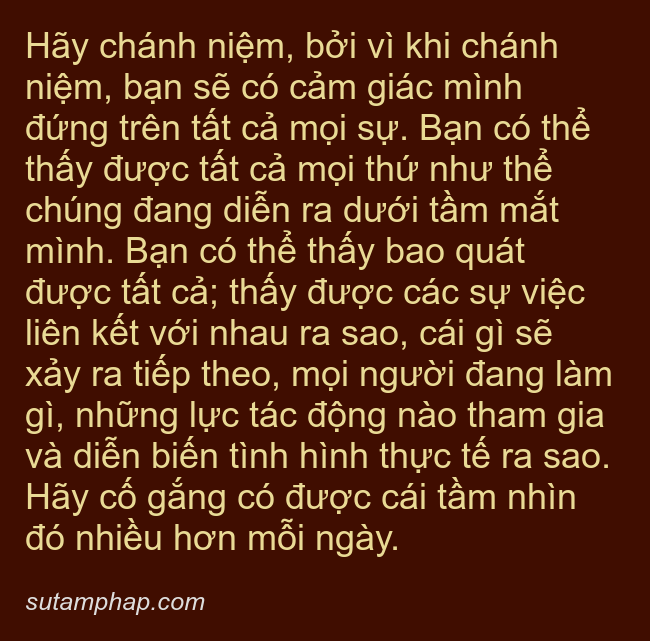 Hãy chánh niệm, bởi vì khi chánh
niệm, bạn sẽ có cảm giác mình
đứng trên tất cả mọi sự. Bạn có thể
thấy được tất cả mọi thứ như thể
chúng đang diễn ra dưới tầm mắt
mình. Bạn có thể thấy bao quát
được tất cả; thấy được các sự việc
liên kết với nhau ra sao, cái gì sẽ
xảy ra tiếp theo, mọi người đang làm
gì, những lực tác động nào tham gia
và diễn biến tình hình thực tế ra sao.
Hãy cố gắng có được cái tầm nhìn
đó nhiều hơn mỗi ngày.
sutamphap.com